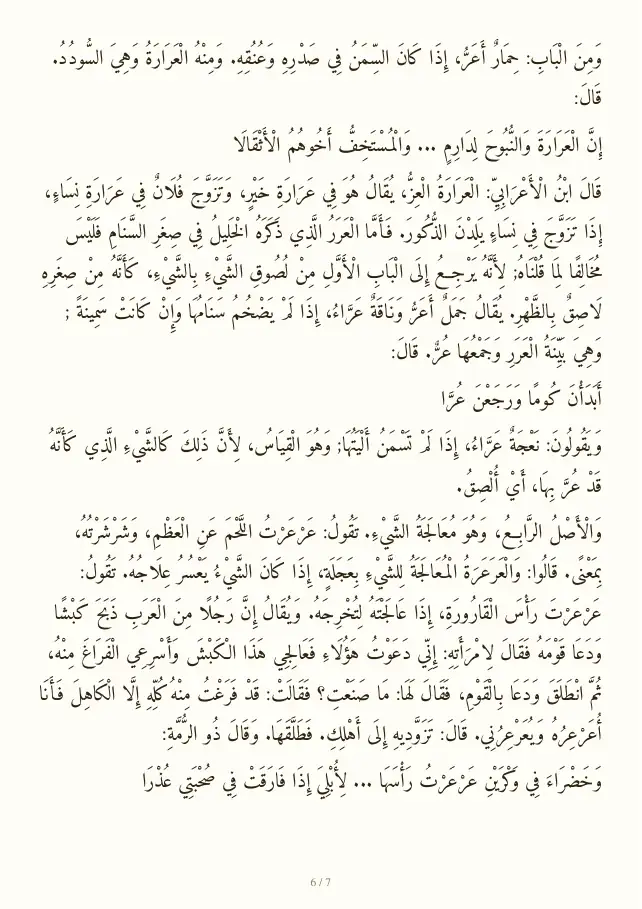 وَمِنَ الْبَابِ: حِمَارٌ أَعَرُّ، إِذَا كَانَ السِّمَنُ فِي صَدْرِهِ وَعُنُقِهِ. وَمِنْهُ الْعَرَارَةُ وَهِيَ السُّودُدُ.
قَالَ:
إِنَّ الْعَرَارَةَ وَالنُّبُوحَ لِدَارِمٍ ... وَالْمُسْتَخِفُّ أَخُوهُمُ الْأَثْقَالَا
قَالَ ابْنُ الْأَعْرَابِيِّ: الْعَرَارَةُ الْعِزُّ، يُقَالُ هُوَ فِي عَرَارَةِ خَيْرٍ، وَتَزَوَّجَ فُلَانٌ فِي عَرَارَةِ نِسَاءٍ،
إِذَا تَزَوَّجَ فِي نِسَاءٍ يَلِدْنَ الذُّكُورَ. فَأَمَّا الْعَرَرُ الَّذِي ذَكَرَهُ الْخَلِيلُ فِي صِغَرِ السَّنَامِ فَلَيْسَ
مُخَالِفًا لِمَا قُلْنَاهُ; لِأَنَّهُ يَرْجِعُ إِلَى الْبَابِ الْأَوَّلِ مِنْ لُصُوقِ الشَّيْءِ بِالشَّيْءِ، كَأَنَّهُ مِنْ صِغَرِهِ
لَاصِقٌ بِالظَّهْرِ. يُقَالُ جَمَلٌ أَعَرُّ وَنَاقَةٌ عَرَّاءُ، إِذَا لَمْ يَضْخُمُ سَنَامُهَا وَإِنْ كَانَتْ سَمِينَةً ;
وَهِيَ بَيِّنَةُ الْعَرَرِ وَجَمْعُهَا عُرٌّ. قَالَ:
أَبَدَأْنَ كُومًا وَرَجَعْنَ عُرَّا
وَيَقُولُونَ: نَعْجَةٌ عَرَّاءُ، إِذَا لَمْ تَسْمَنُ أَلْيَتُهَا; وَهُوَ الْقِيَاسُ، لِأَنَّ ذَلِكَ كَالشَّيْءِ الَّذِي كَأَنَّهُ
قَدْ عُرَّ بِهَا، أَيْ أُلْصِقُ.
وَالْأَصْلُ الرَّابِعُ، وَهُوَ مُعَالَجَةُ الشَّيْءِ. تَقُولُ: عَرْعَرْتُ اللَّحْمَ عَنِ الْعَظْمِ، وَشَرْشَرْتُهُ،
بِمَعْنًى. قَالُوا: وَالْعَرْعَرَةُ الْمُعَالَجَةُ لِلشَّيْءِ بِعَجَلَةٍ، إِذَا كَانَ الشَّيْءُ يَعْسُرُ عِلَاجُهُ. تَقُولُ:
عَرْعَرْتَ رَأْسَ الْقَارُورَةِ، إِذَا عَالَجْتَهُ لِتُخْرِجَهُ. وَيُقَالُ إِنَّ رَجُلًا مِنَ الْعَرَبِ ذَبَحَ كَبْشًا
وَدَعَا قَوْمَهُ فَقَالَ لِامْرَأَتِهِ: إِنِّي دَعَوْتُ هَؤُلَاءِ فَعَالِجِي هَذَا الْكَبْشَ وَأَسْرِعِي الْفَرَاغَ مِنْهُ،
ثُمَّ انْطَلَقَ وَدَعَا بِالْقَوْمِ، فَقَالَ لَهَا: مَا صَنَعْتِ؟ فَقَالَتْ: قَدْ فَرَغْتُ مِنْهُ كُلِّهِ إِلَّا الْكَاهِلَ فَأَنَا
أُعَرْعِرُهُ وَيُعَرْعِرُنِي. قَالَ: تَزَوَّدِيهِ إِلَى أَهْلِكِ. فَطَلَّقَهَا. وَقَالَ ذُو الرُّمَّةِ:
وَخَضْرَاءَ فِي وَكْرَيْنِ عَرْعَرْتُ رَأْسَهَا ... لِأُبْلِيَ إِذَا فَارَقَتْ فِي صُحْبَتِي عُذْرَا
6 / 7